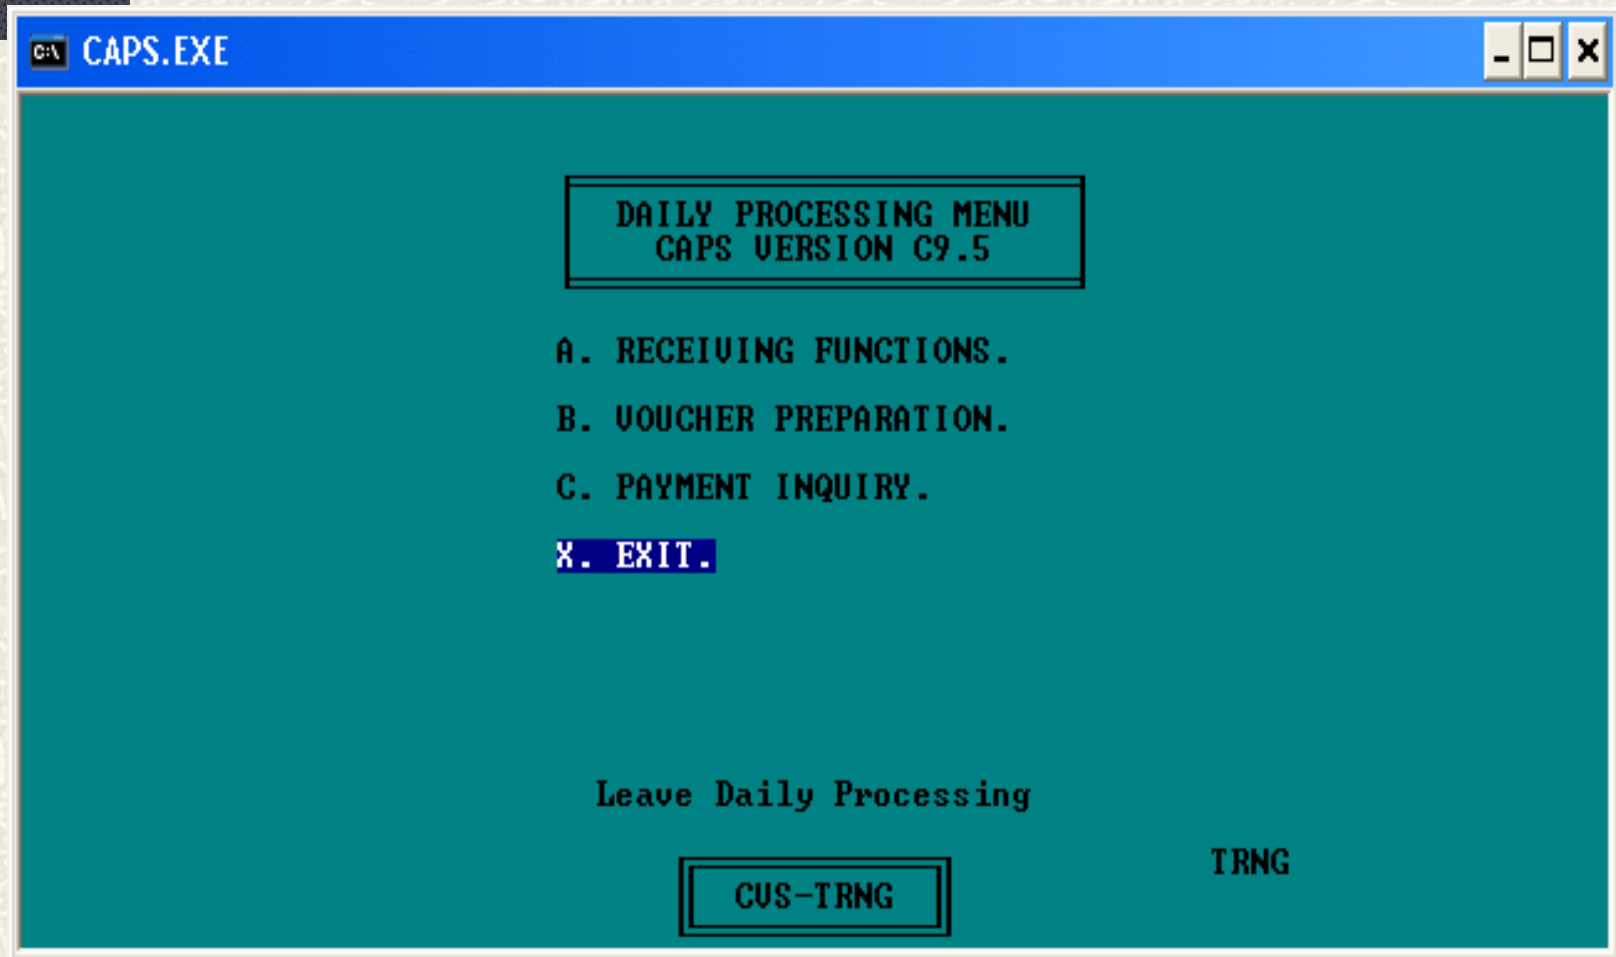 CAPS.EXE
DAILY PROCESSING MENU
CAPS VERSION C9.5
A. RECEIVING FUNCTIONS.
B. VOUCHER PREPARATION.
C. PAYMENT INQUIRY.
X. EXIT.
Leave Daily Processing
TRNG
CVS-TRNG